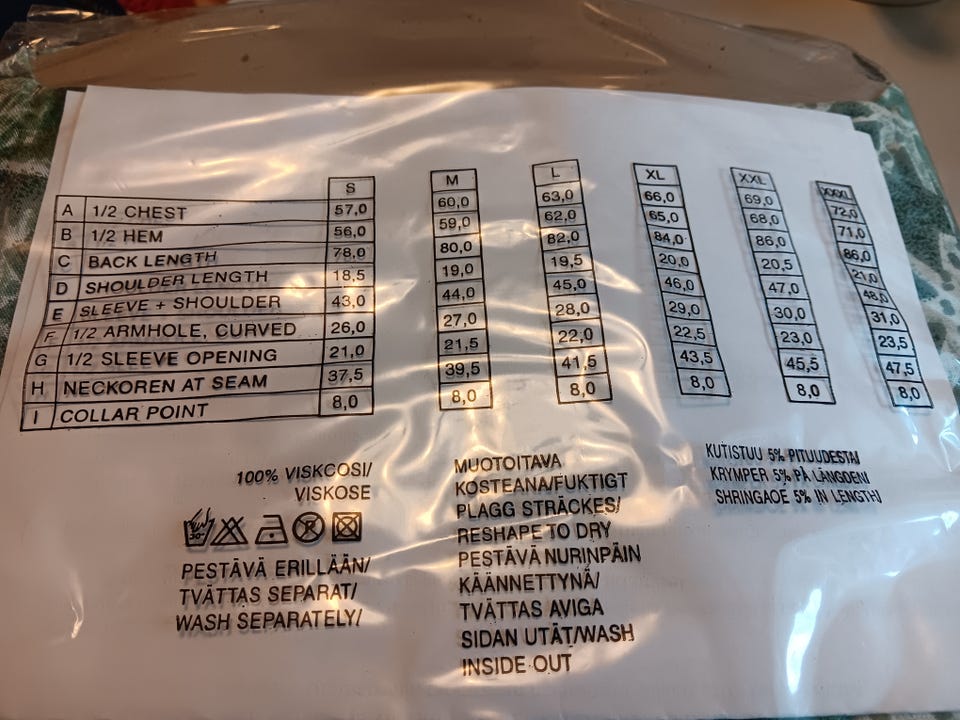 S M L XL XXL XXXL
A 1/2 CHEST 57,0 60,0 63,0 66,0 69,0 72,0
B 1/2 HEM 56,0 59,0 62,0 65,0 68,0 71,0
C BACK LENGTH 78,0 80,0 82,0 84,0 86,0 86,0
D SHOULDER LENGTH 18,5 19,0 19,5 20,0 20,5 21,0
E SLEEVE + SHOULDER 43,0 44,0 45,0 46,0 47,0 48,0
F 1/2 ARMHOLE, CURVED 26,0 27,0 28,0 29,0 30,0 31,0
G 1/2 SLEEVE OPENING 21,0 21,5 22,0 22,5 23,0 23,5
H NECKOREN AT SEAM 37,5 39,5 41,5 43,5 45,5 47,5
I COLLAR POINT 8,0 8,0 8,0 8,0 8,0 8,0
100% VISKCOSI/
VISKOSE
30°
PESTÄVÄ ERILLÄÄN/
TVÄTTAS SEPARAT/
WASH SEPARATELY/
MUOTOITAVA
KOSTEANA/FUKTIGT
PLAGG STRÄCKES/
RESHAPE TO DRY
PESTÄVÄ NURINPÄIN
KÄÄNNETTYNÄ/
TVÄTTAS AVIGA
SIDAN UTÅT/WASH
INSIDE OUT
KUTISTUU 5% PITUUDESTA/
KRYMPER 5% PÅ LÄNGDEN/
SHRINGAOE 5% IN LENGTH/